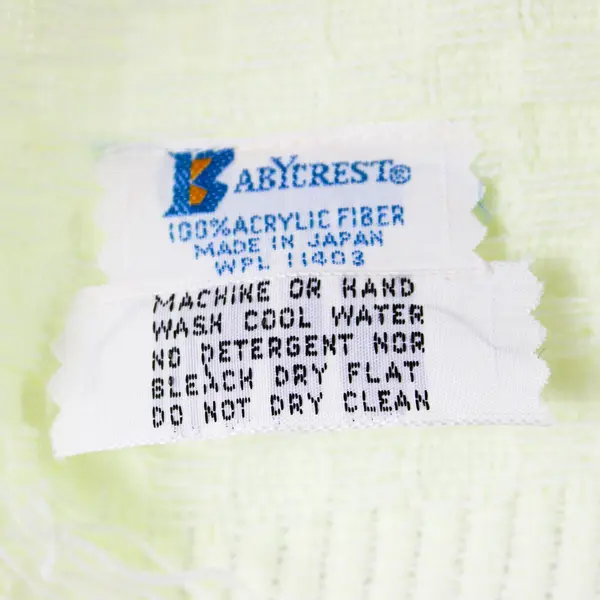 BABYCREST®
100% ACRYLIC FIBER
MADE IN JAPAN
WPL 11403
MACHINE OR HAND
WASH COOL WATER
NO DETERGENT NOR
BLEACH DRY FLAT
DO NOT DRY CLEAN